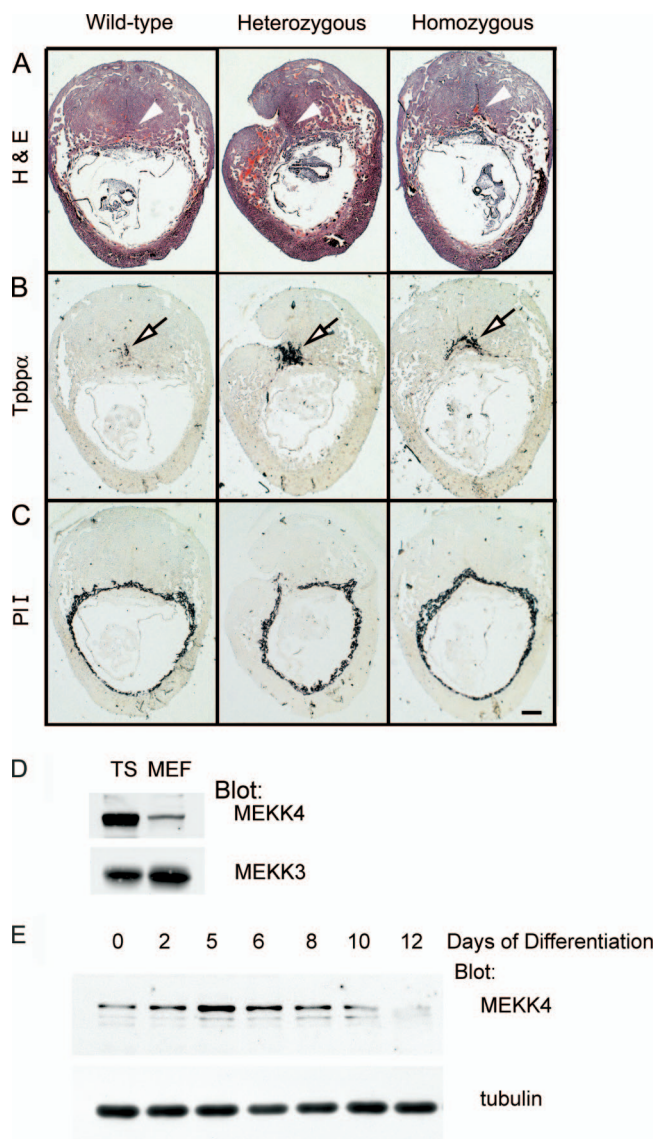 Wild-type Heterozygous Homozygous
A
H & E
B
Tpbpα
C
Pl I
D
TS MEF
Blot:
MEKK4
MEKK3
E
0 2 5 6 8 10 12 Days of Differentiation
Blot:
MEKK4
tubulin